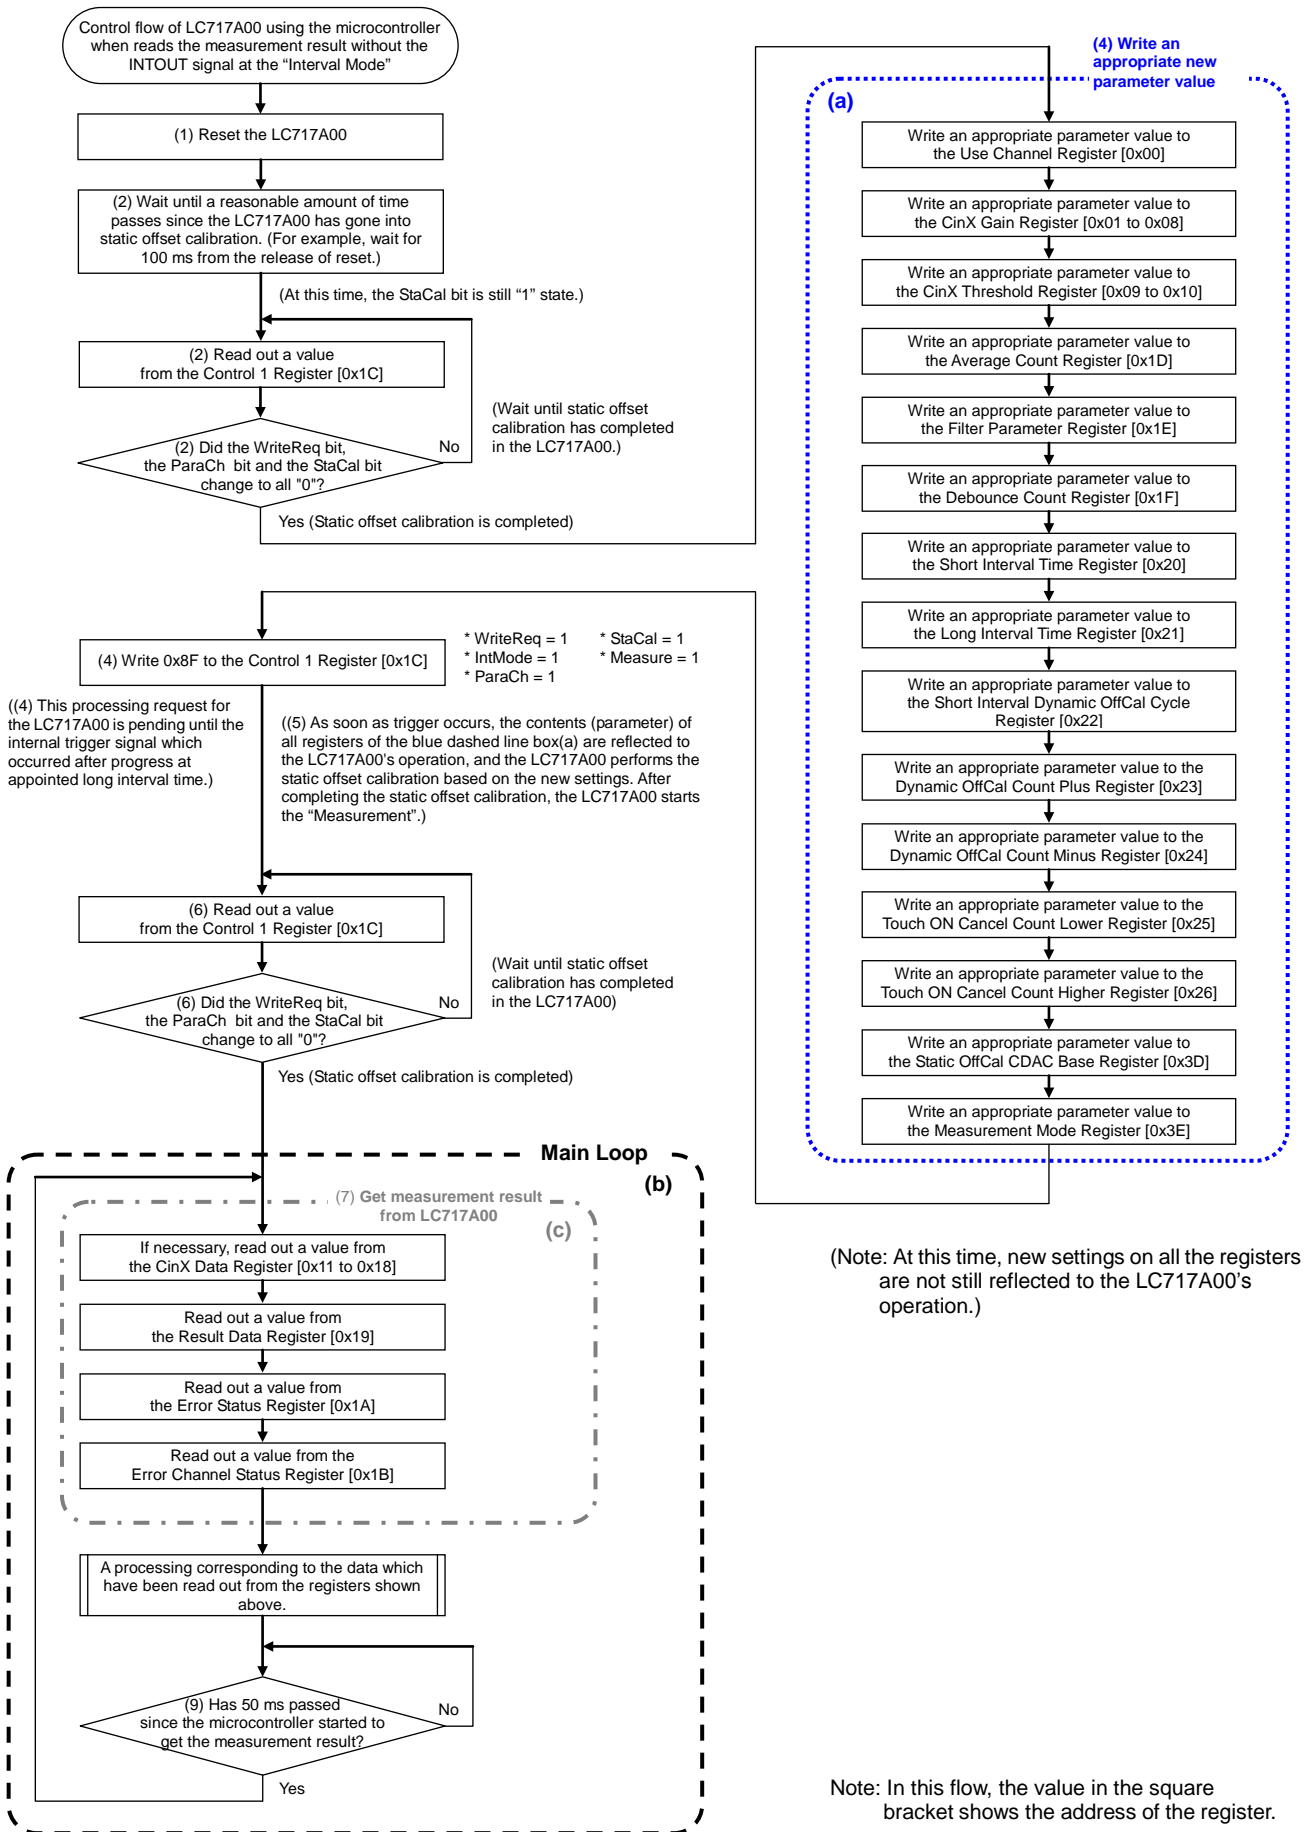 Control flow of LC717A00 using the microcontroller
when reads the measurement result without the
INTOUT signal at the “Interval Mode”
(1) Reset the LC717A00
(2) Wait until a reasonable amount of time
passes since the LC717A00 has gone into
static offset calibration. (For example, wait for
100 ms from the release of reset.)
(At this time, the StaCal bit is still “1” state.)
(2) Read out a value
from the Control 1 Register [0x1C]
(Wait until static offset
calibration has completed
in the LC717A00.)
(2) Did the WriteReq bit,
the ParaCh  bit and the StaCal bit
change to all "0"?
No
Yes (Static offset calibration is completed)
(4) Write an
appropriate new
parameter value
(a)
Write an appropriate parameter value to
the Use Channel Register [0x00]
Write an appropriate parameter value to
the CinX Gain Register [0x01 to 0x08]
Write an appropriate parameter value to
the CinX Threshold Register [0x09 to 0x10]
Write an appropriate parameter value to
the Average Count Register [0x1D]
Write an appropriate parameter value to
the Filter Parameter Register [0x1E]
Write an appropriate parameter value to
the Debounce Count Register [0x1F]
Write an appropriate parameter value to
the Short Interval Time Register [0x20]
Write an appropriate parameter value to
the Long Interval Time Register [0x21]
Write an appropriate parameter value to
the Short Interval Dynamic OffCal Cycle
Register [0x22]
Write an appropriate parameter value to the
Dynamic OffCal Count Plus Register [0x23]
Write an appropriate parameter value to the
Dynamic OffCal Count Minus Register [0x24]
Write an appropriate parameter value to the
Touch ON Cancel Count Lower Register [0x25]
Write an appropriate parameter value to the
Touch ON Cancel Count Higher Register [0x26]
Write an appropriate parameter value to
the Static OffCal CDAC Base Register [0x3D]
Write an appropriate parameter value to
the Measurement Mode Register [0x3E]
(Note: At this time, new settings on all the registers
are not still reflected to the LC717A00’s
operation.)
(4) Write 0x8F to the Control 1 Register [0x1C]
* WriteReq = 1 * StaCal = 1
* IntMode = 1 * Measure = 1
* ParaCh = 1
((4) This processing request for
the LC717A00 is pending until the
internal trigger signal which
occurred after progress at
appointed long interval time.)
((5) As soon as trigger occurs, the contents (parameter) of
all registers of the blue dashed line box(a) are reflected to
the LC717A00’s operation, and the LC717A00 performs the
static offset calibration based on the new settings. After
completing the static offset calibration, the LC717A00 starts
the “Measurement”.)
(6) Read out a value
from the Control 1 Register [0x1C]
(Wait until static offset
calibration has completed
in the LC717A00)
(6) Did the WriteReq bit,
the ParaCh  bit and the StaCal bit
change to all "0"?
No
Yes (Static offset calibration is completed)
Main Loop
(b)
(7) Get measurement result
from LC717A00
(c)
If necessary, read out a value from
the CinX Data Register [0x11 to 0x18]
Read out a value from
the Result Data Register [0x19]
Read out a value from
the Error Status Register [0x1A]
Read out a value from the
Error Channel Status Register [0x1B]
A processing corresponding to the data which
have been read out from the registers shown
above.
(9) Has 50 ms passed
since the microcontroller started to
get the measurement result?
No
Yes
Note: In this flow, the value in the square
bracket shows the address of the register.